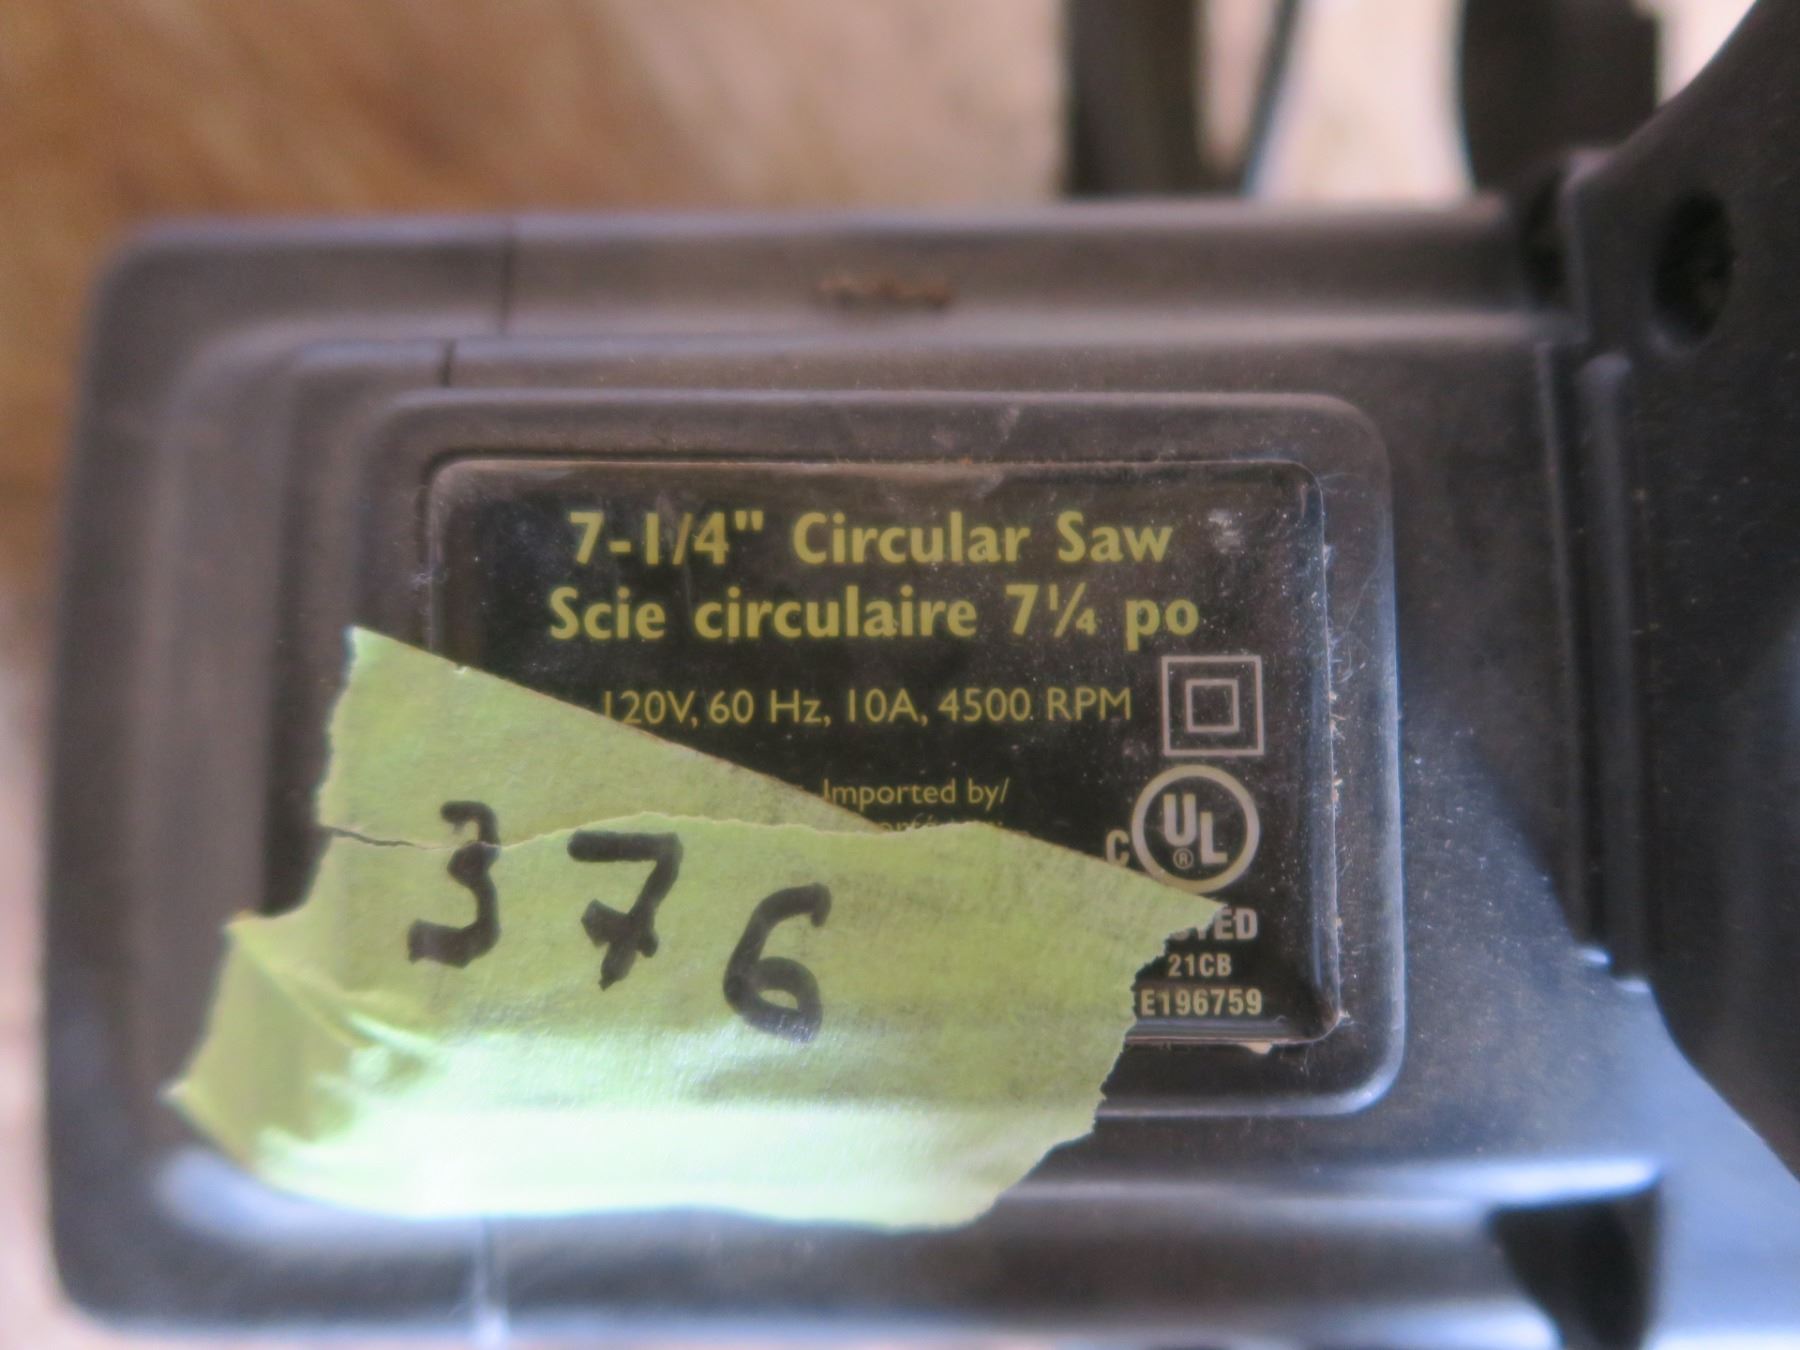 7-1/4" Circular Saw
Scie circulaire 7¼ po
120V, 60 Hz, 10A, 4500 RPM
Imported by/
C UL ®
21CB
E196759
376